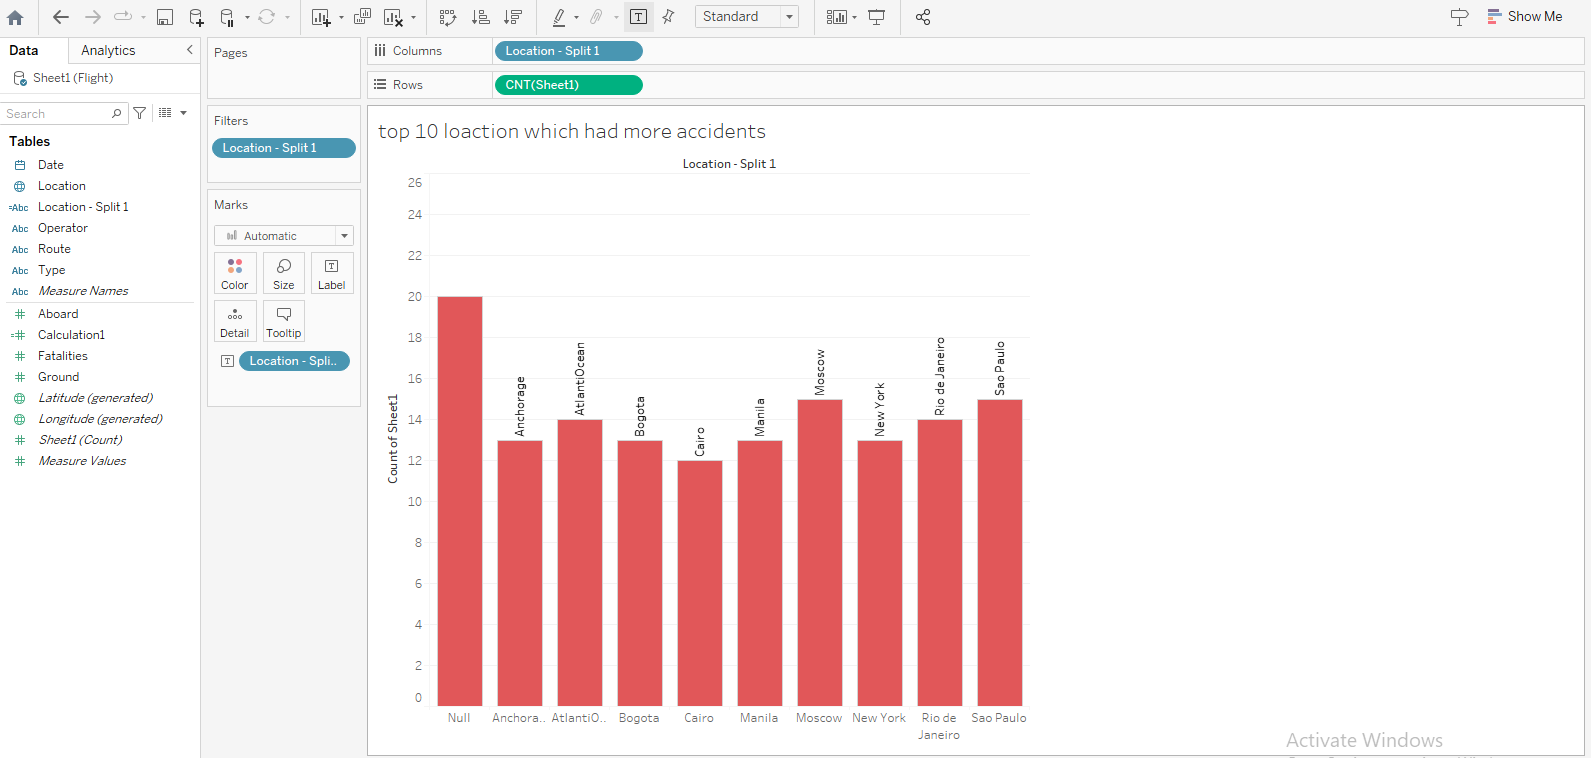 Standard
Show Me
Data
Analytics
Sheet1 (Flight)
Search
Tables
Date
Location
=Abc Location - Split 1
Abc Operator
Abc Route
Abc Type
Abc Measure Names
Aboard
Calculation1
Fatalities
Ground
Latitude (generated)
Longitude (generated)
Sheet1 (Count)
Measure Values
Pages
Filters
Location - Split 1
Marks
Automatic
Color
Size
Label
Detail
Tooltip
Location - Spli..
Columns
Location - Split 1
Rows
CNT(Sheet1)
top 10 loaction which had more accidents
Location - Split 1
Count of Sheet1
26
24
22
20
18
16
14
12
10
8
6
4
2
0
Anchorage
AtlantiOcean
Bogota
Cairo
Manila
Moscow
New York
Rio de Janeiro
Sao Paulo
Null
Anchora..
AtlantiO..
Bogota
Cairo
Manila
Moscow
New York
Rio de
Janeiro
Sao Paulo
Activate Windows